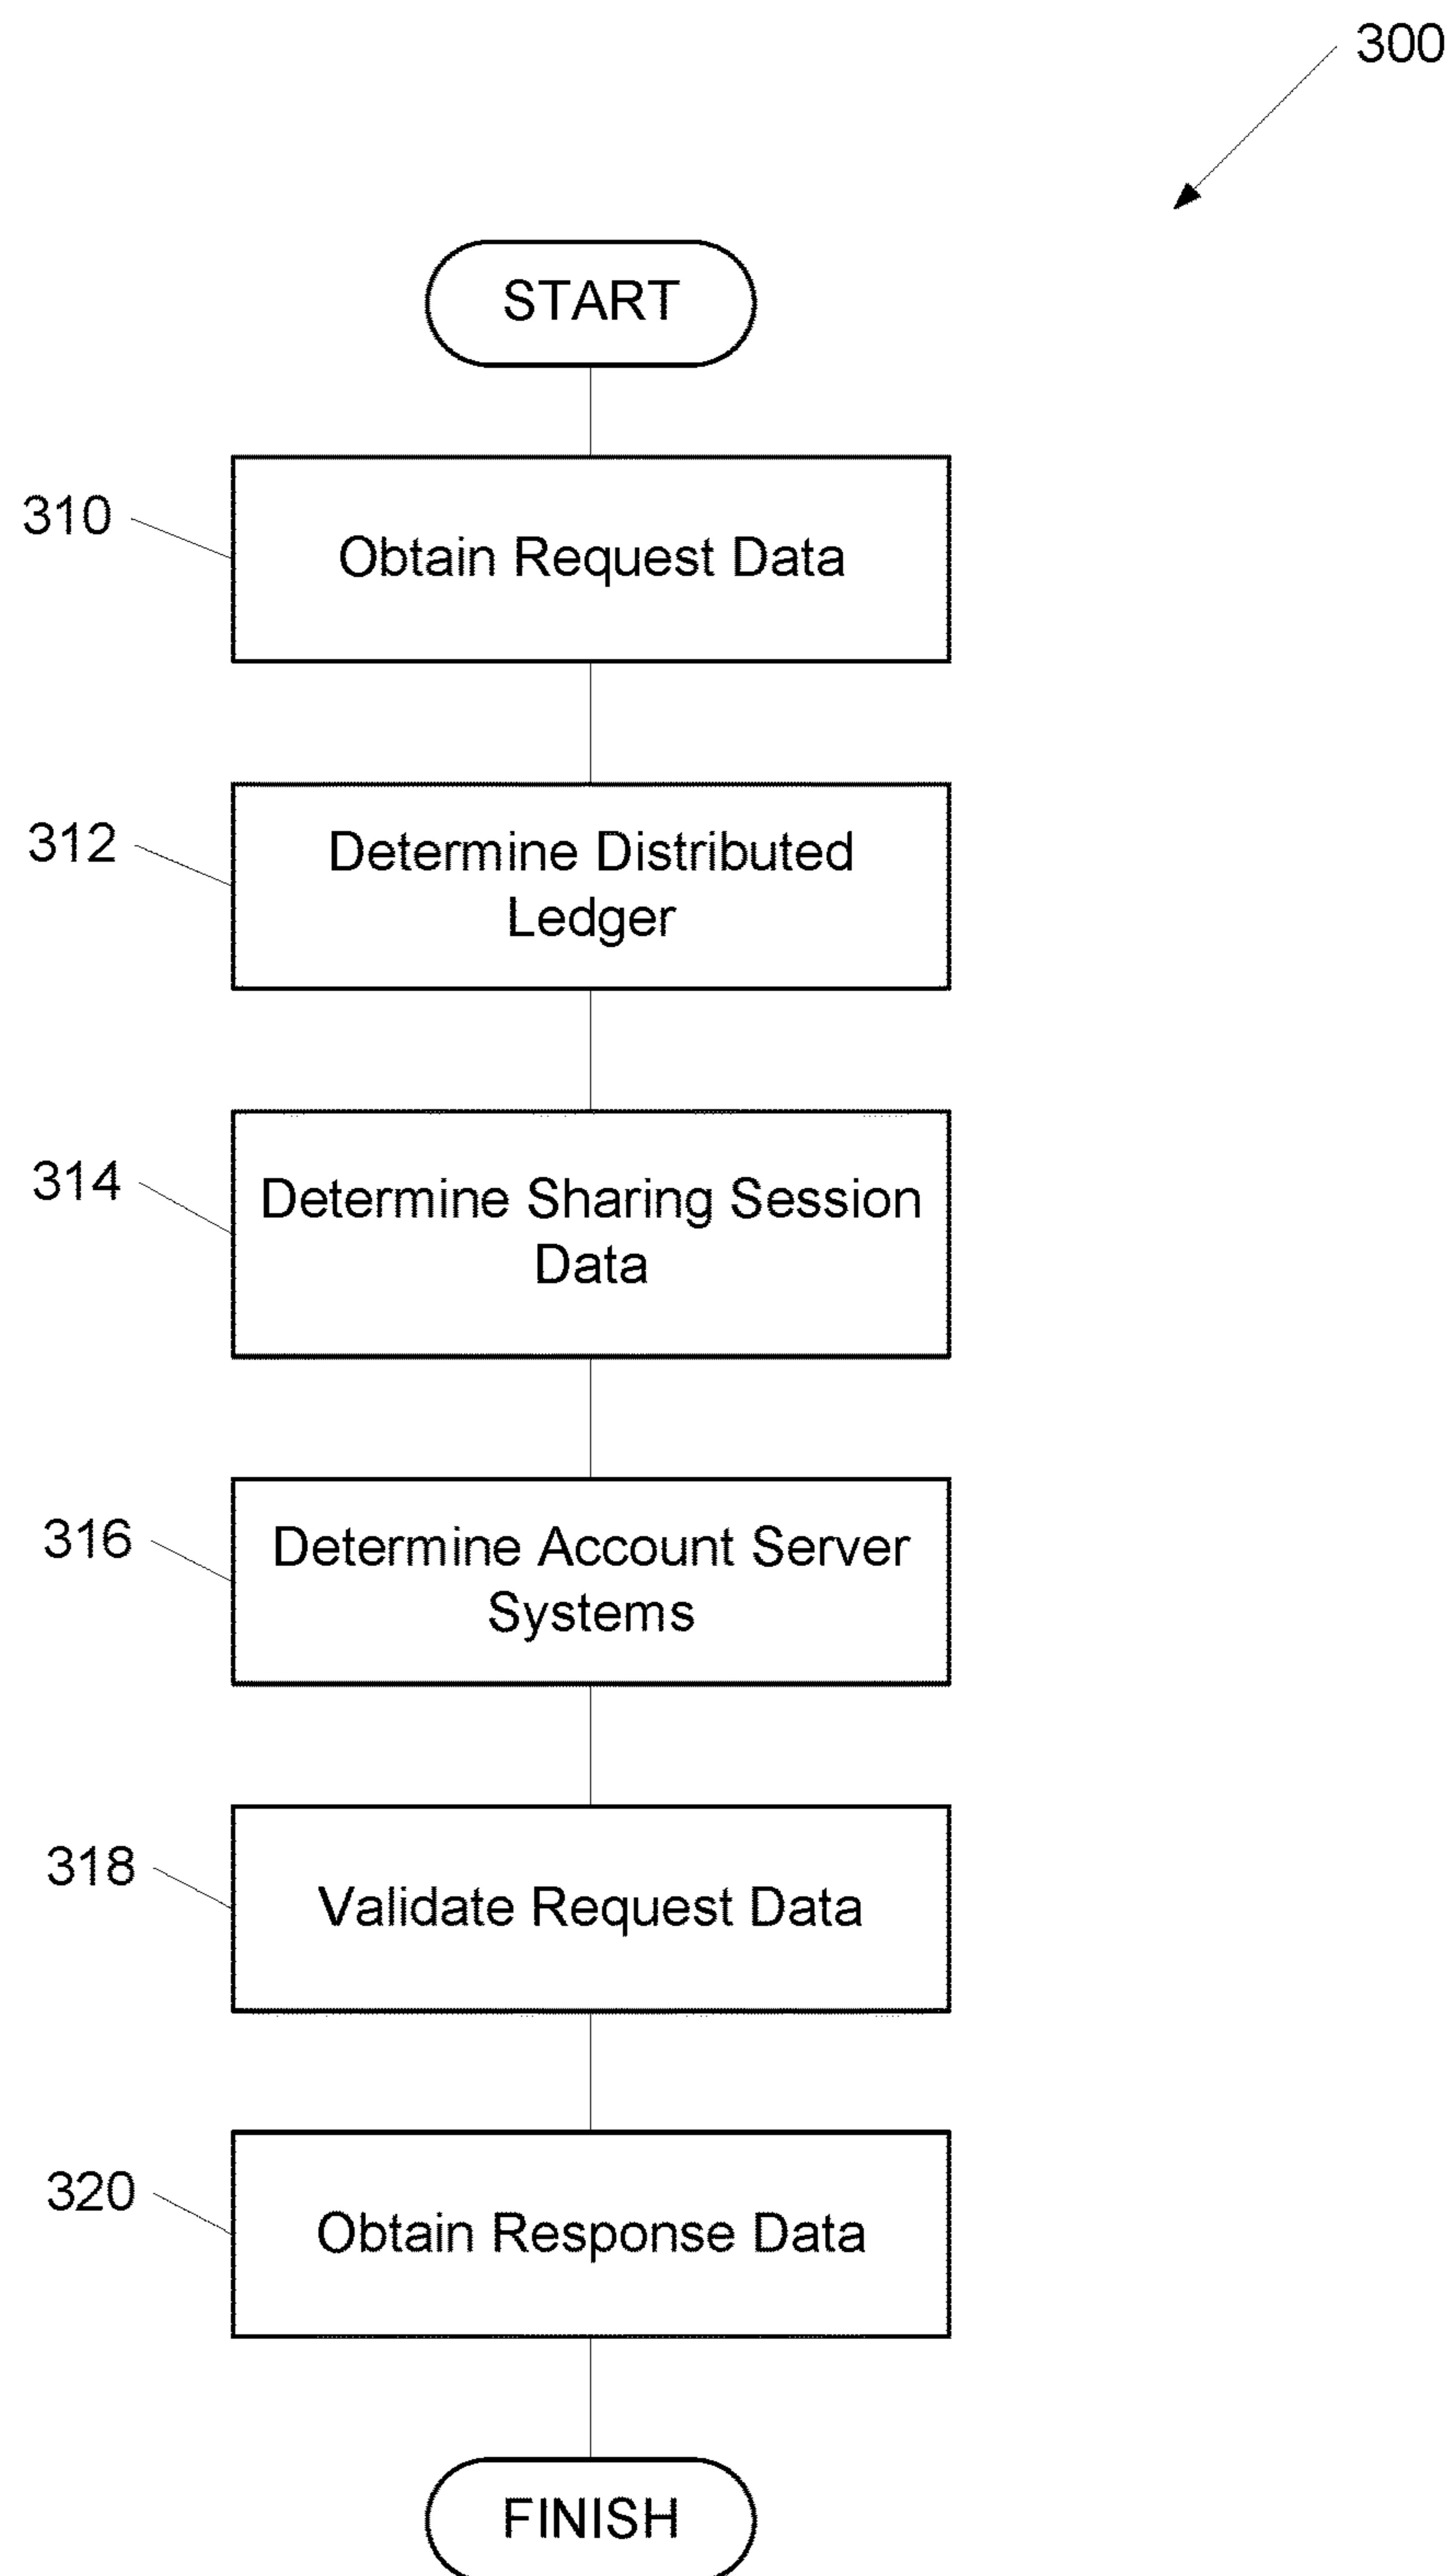 300
START
310
Obtain Request Data
312
Determine Distributed
Ledger
314
Determine Sharing Session
Data
316
Determine Account Server
Systems
318
Validate Request Data
320
Obtain Response Data
FINISH